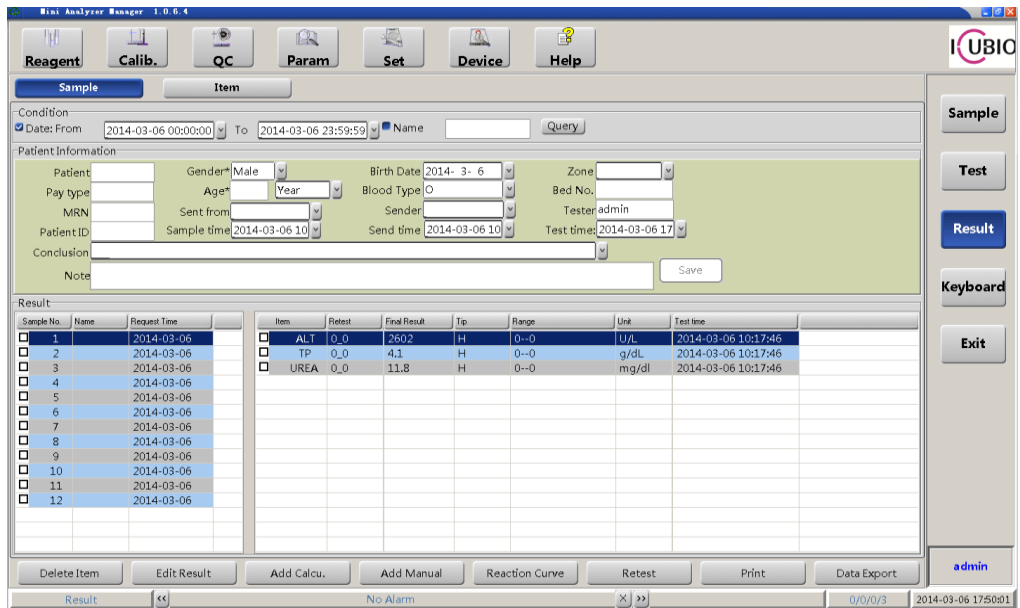 Mini Analyzer Manager 1.0.6.4
Reagent Calib. QC Param Set Device Help
ICUBIO
Sample Item
Condition
Date: From 2014-03-06 00:00:00 To 2014-03-06 23:59:59 Name Query
Patient Information
Patient Gender* Male Birth Date 2014- 3- 6 Zone
Pay type Age* Year Blood Type O Bed No.
MRN Sent from Sender Tester admin
Patient ID Sample time 2014-03-06 10 Send time 2014-03-06 10 Test time: 2014-03-06 17
Conclusion
Note Save
Result
Sample No. Name Request Time Item Retest Final Result Tip Range Unit Test time
1 2014-03-06 ALT 0_0 2602 H 0--0 U/L 2014-03-06 10:17:46
2 2014-03-06 TP 0_0 4.1 H 0--0 g/dL 2014-03-06 10:17:46
3 2014-03-06 UREA 0_0 11.8 H 0--0 mg/dl 2014-03-06 10:17:46
4 2014-03-06
5 2014-03-06
6 2014-03-06
7 2014-03-06
8 2014-03-06
9 2014-03-06
10 2014-03-06
11 2014-03-06
12 2014-03-06
Delete Item Edit Result Add Calcu. Add Manual Reaction Curve Retest Print Data Export
Sample
Test
Result
Keyboard
Exit
admin
Result << No Alarm X >> 0/0/0/3 2014-03-06 17:50:01